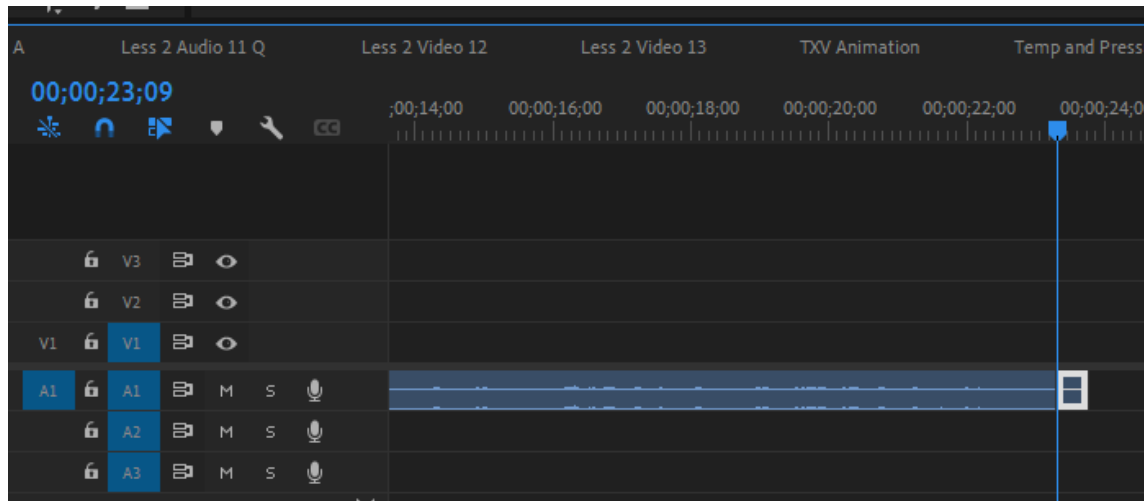 A Less 2 Audio 11 Q Less 2 Video 12 Less 2 Video 13 TXV Animation Temp and Press
00;00;23;09
;00;14;00 00;00;16;00 00;00;18;00 00;00;20;00 00;00;22;00 00;00;24;0
CC
V3
V2
V1 V1
A1 A1 M S
A2 M S
A3 M S